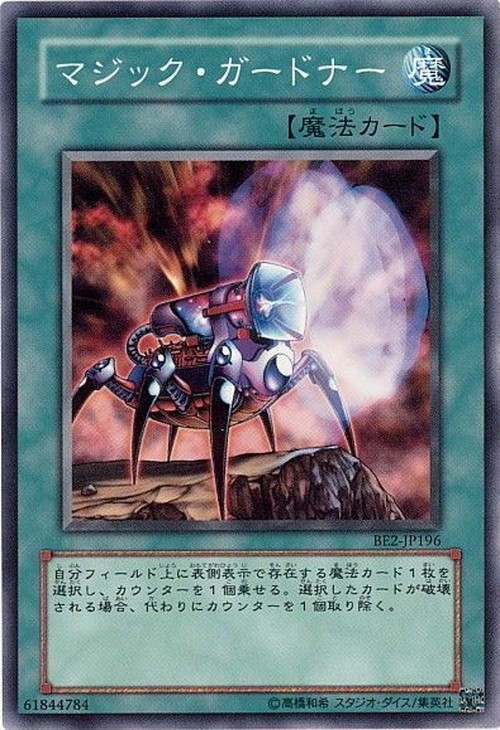 マジック・ガードナー 魔
【魔法カード】
BE2-JP196
自分フィールド上に表側表示で存在する魔法カード1枚を
選択し、カウンターを1個乗せる。選択したカードが破壊
される場合、代わりにカウンターを1個取り除く。
61844784 ©高橋和希 スタジオ・ダイス/集英社